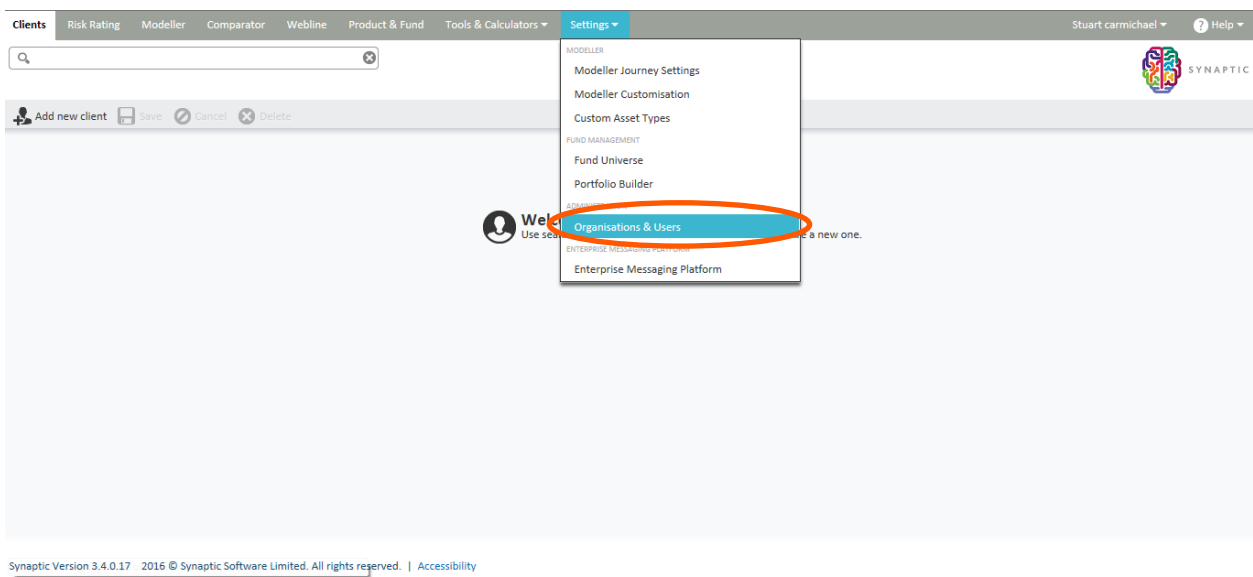 Clients Risk Rating Modeller Comparator Webline Product & Fund Tools & Calculators Settings Stuart carmichael ? Help
MODELLER
Modeller Journey Settings
SYNAPTIC
Modeller Customisation
Add new client Save Cancel Delete
Custom Asset Types
FUND MANAGEMENT
Fund Universe
Portfolio Builder
Organisations & Users
Use a new one.
ENTERPRISE MESSAGING PLATFORM
Enterprise Messaging Platform
Synaptic Version 3.4.0.17 2016 © Synaptic Software Limited. All rights reserved. | Accessibility